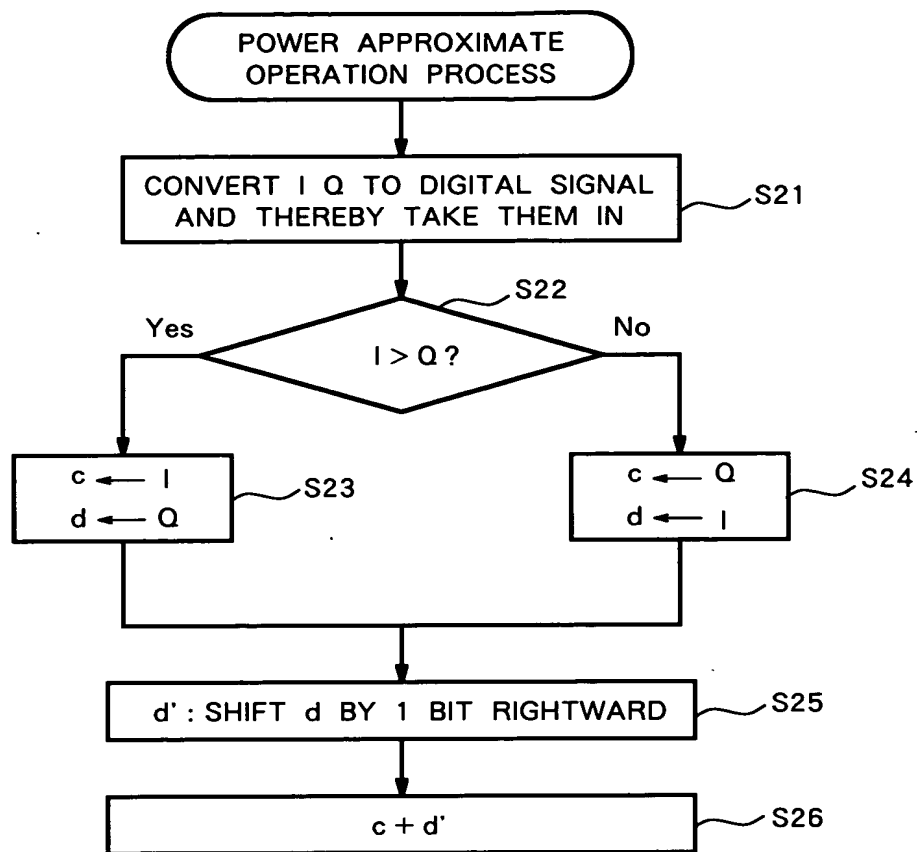 POWER APPROXIMATE
OPERATION PROCESS
CONVERT I Q TO DIGITAL SIGNAL
AND THEREBY TAKE THEM IN
S21
S22
Yes
No
I > Q ?
c ← I
d ← Q
S23
c ← Q
d ← I
S24
d' : SHIFT d BY 1 BIT RIGHTWARD
S25
c + d'
S26